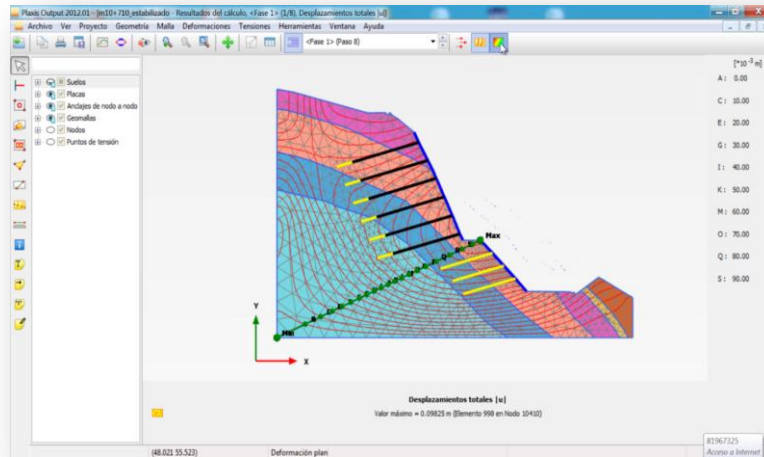 Plaxis Output 2012.01 - [m10+710_estabilizado - Resultados del cálculo, <Fase 1> (1/8), Desplazamientos totales |u|]
Archivo Ver Proyecto Geometría Malla Deformaciones Tensiones Herramientas Ventana Ayuda
<Fase 1> (Paso 8)
Suelos
Placas
Anclajes de nodo a nodo
Geomallas
Nodos
Puntos de tensión
[*10-3 m]
A : 0.00
C : 10.00
E : 20.00
G : 30.00
I : 40.00
K : 50.00
M : 60.00
O : 70.00
Q : 80.00
S : 90.00
Max
Q
Min
Y
X
Desplazamientos totales |u|
Valor máximo = 0.09825 m (Elemento 998 en Nodo 10410)
(48.021 55.523)
Deformación plan
81967325
Acceso a Internet